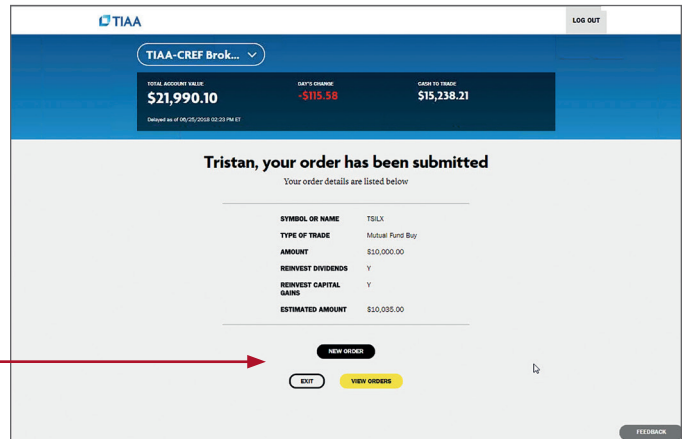 TIAA
LOG OUT
TIAA-CREF Brok...
TOTAL ACCOUNT VALUE
DAY'S CHANGE
CASH TO TRADE
$21,990.10
-$115.58
$15,238.21
Delayed as of 06/25/2018 02:23 PM ET
Tristan, your order has been submitted
Your order details are listed below
SYMBOL OR NAME TSILX
TYPE OF TRADE Mutual Fund Buy
AMOUNT $10,000.00
REINVEST DIVIDENDS Y
REINVEST CAPITAL Y
GAINS
ESTIMATED AMOUNT $10,035.00
NEW ORDER
EXIT
VIEW ORDERS
FEEDBACK